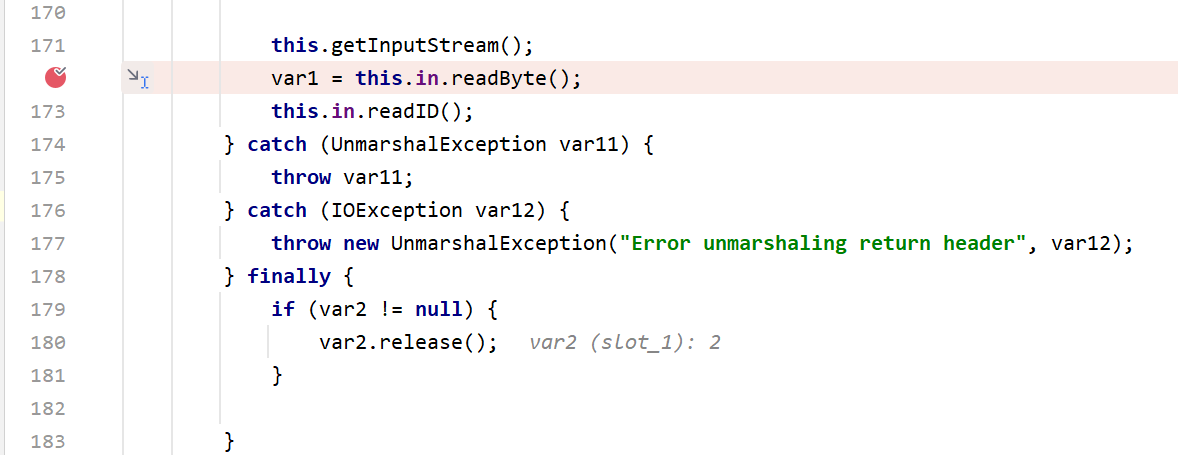 170
171 this.getInputStream();
var1 = this.in.readByte();
173 this.in.readID();
174 } catch (UnmarshalException var11) {
175 throw var11;
176 } catch (IOException var12) {
177 throw new UnmarshalException("Error unmarshaling return header", var12);
178 } finally {
179 if (var2 != null) {
180 var2.release(); var2 (slot_1): 2
181 }
182
183 }